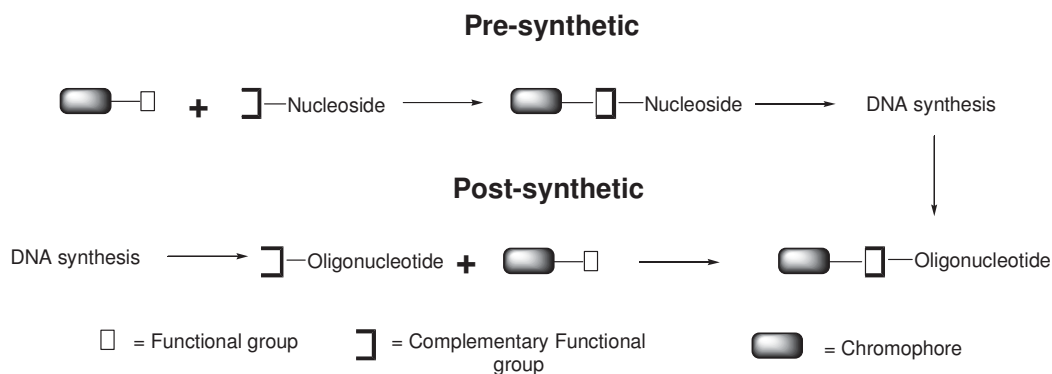 Pre-synthetic
+ Nucleoside Nucleoside DNA synthesis
Post-synthetic
DNA synthesis Oligonucleotide + Oligonucleotide
= Functional group = Complementary Functional group = Chromophore